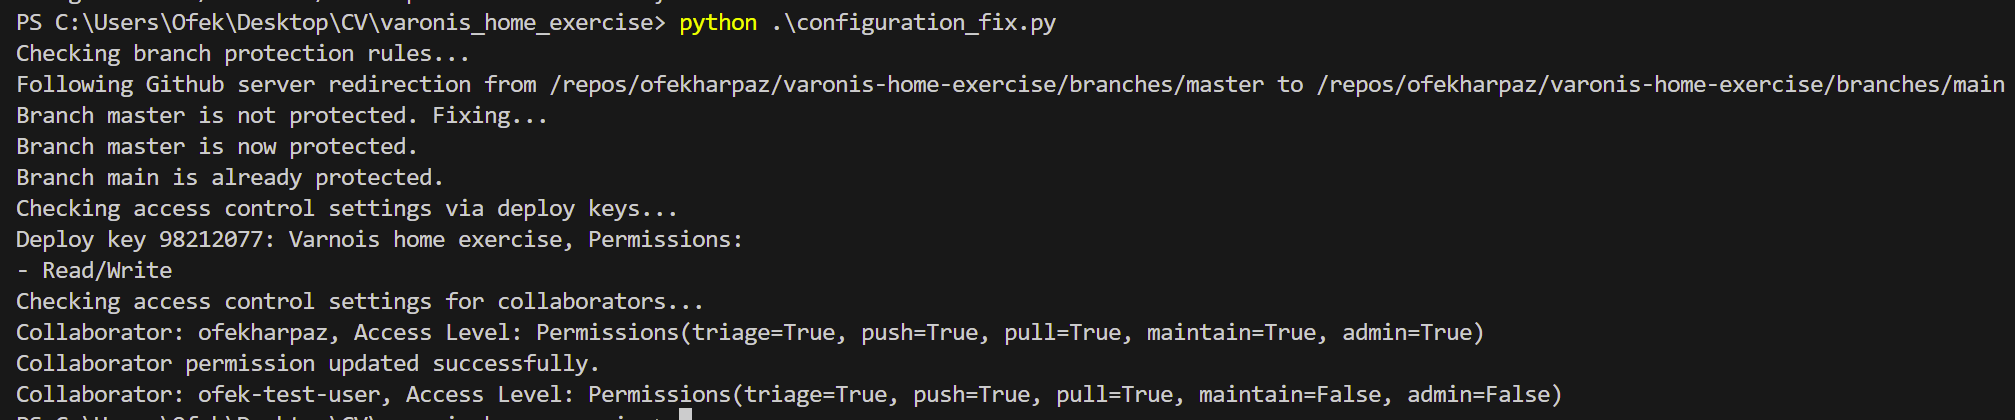 PS C:\Users\Ofek\Desktop\CV\varonis_home_exercise> python .\configuration_fix.py
Checking branch protection rules...
Following Github server redirection from /repos/ofekharpaz/varonis-home-exercise/branches/master to /repos/ofekharpaz/varonis-home-exercise/branches/main
Branch master is not protected. Fixing...
Branch master is now protected.
Branch main is already protected.
Checking access control settings via deploy keys...
Deploy key 98212077: Varnois home exercise, Permissions:
- Read/Write
Checking access control settings for collaborators...
Collaborator: ofekharpaz, Access Level: Permissions(triage=True, push=True, pull=True, maintain=True, admin=True)
Collaborator permission updated successfully.
Collaborator: ofek-test-user, Access Level: Permissions(triage=True, push=True, pull=True, maintain=False, admin=False)